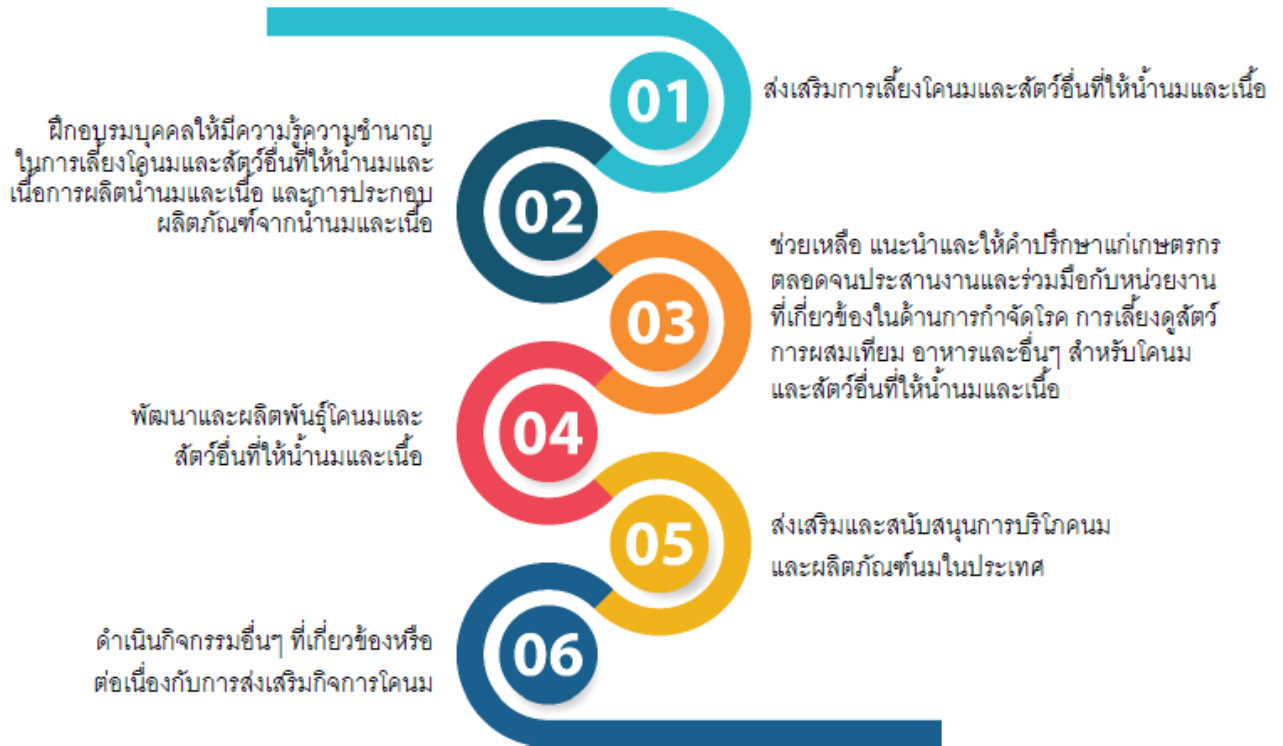 01
ส่งเสริมการเลี้ยงโคนมและสัตว์อื่นที่ให้น้ำนมและเนื้อ
02
ฝึกอบรมบุคคลให้มีความรู้ความชำนาญ
ในการเลี้ยงโคนมและสัตว์อื่นที่ให้น้ำนมและ
เนื้อการผลิตน้ำนมและเนื้อ และการประกอบ
ผลิตภัณฑ์จากน้ำนมและเนื้อ
03
ช่วยเหลือ แนะนำและให้คำปรึกษาแก่เกษตรกร
ตลอดจนประสานงานและร่วมมือกับหน่วยงาน
ที่เกี่ยวข้องในด้านการกำจัดโรค การเลี้ยงดูสัตว์
การผสมเทียม อาหารและอื่นๆ สำหรับโคนม
และสัตว์อื่นที่ให้น้ำนมและเนื้อ
04
พัฒนาและผลิตพันธุ์โคนมและ
สัตว์อื่นที่ให้น้ำนมและเนื้อ
05
ส่งเสริมและสนับสนุนการบริโภคนม
และผลิตภัณฑ์นมในประเทศ
06
ดำเนินกิจกรรมอื่นๆ ที่เกี่ยวข้องหรือ
ต่อเนื่องกับการส่งเสริมกิจการโคนม